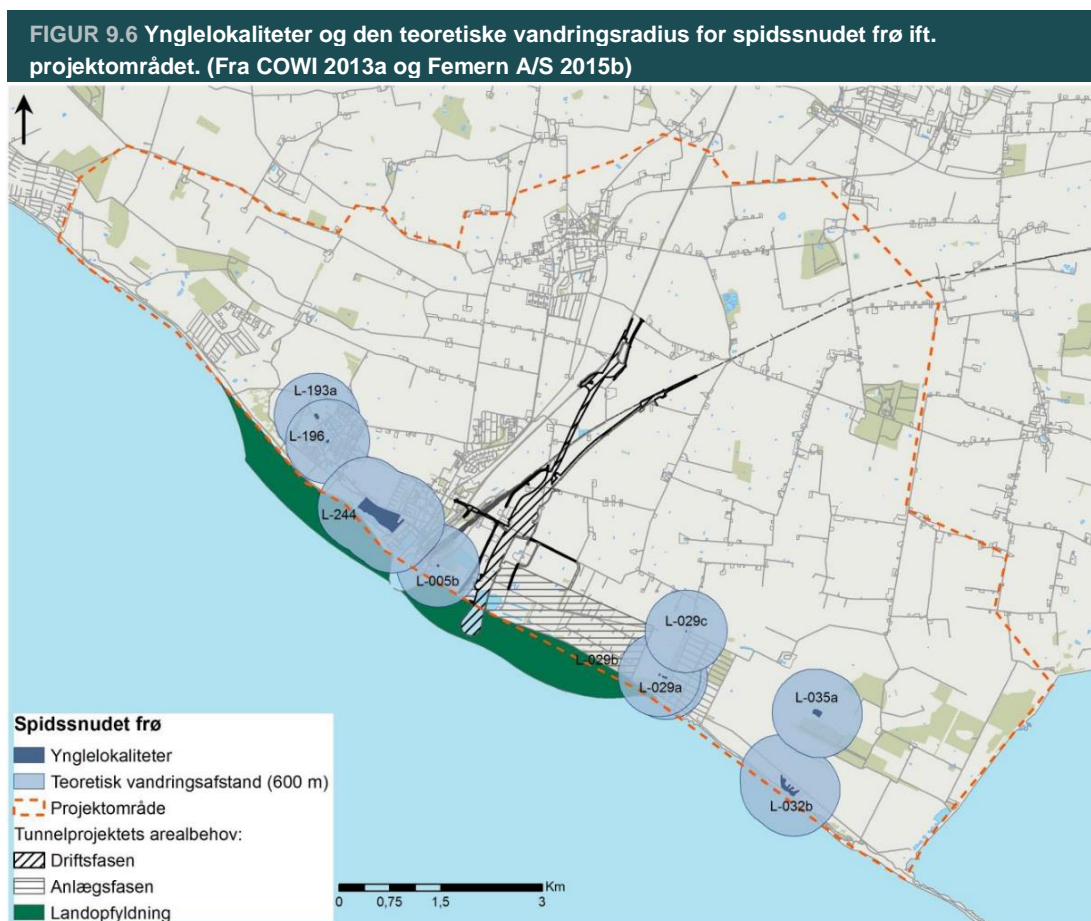 FIGUR 9.6 Ynglelokaliteter og den teoretiske vandringsradius for spidssnudet frø ift.
projektområdet. (Fra COWI 2013a og Femern A/S 2015b)
L-193a
L-196
L-244
L-005b
L-029c
L-029b
L-029a
L-035a
L-032b
Spidssnudet frø
Ynglelokaliteter
Teoretisk vandringsafstand (600 m)
Projektområde
Tunnelprojektets arealbehov:
Driftsfasen
Anlægsfasen
Landopfyldning
Km
0 0,75 1,5 3